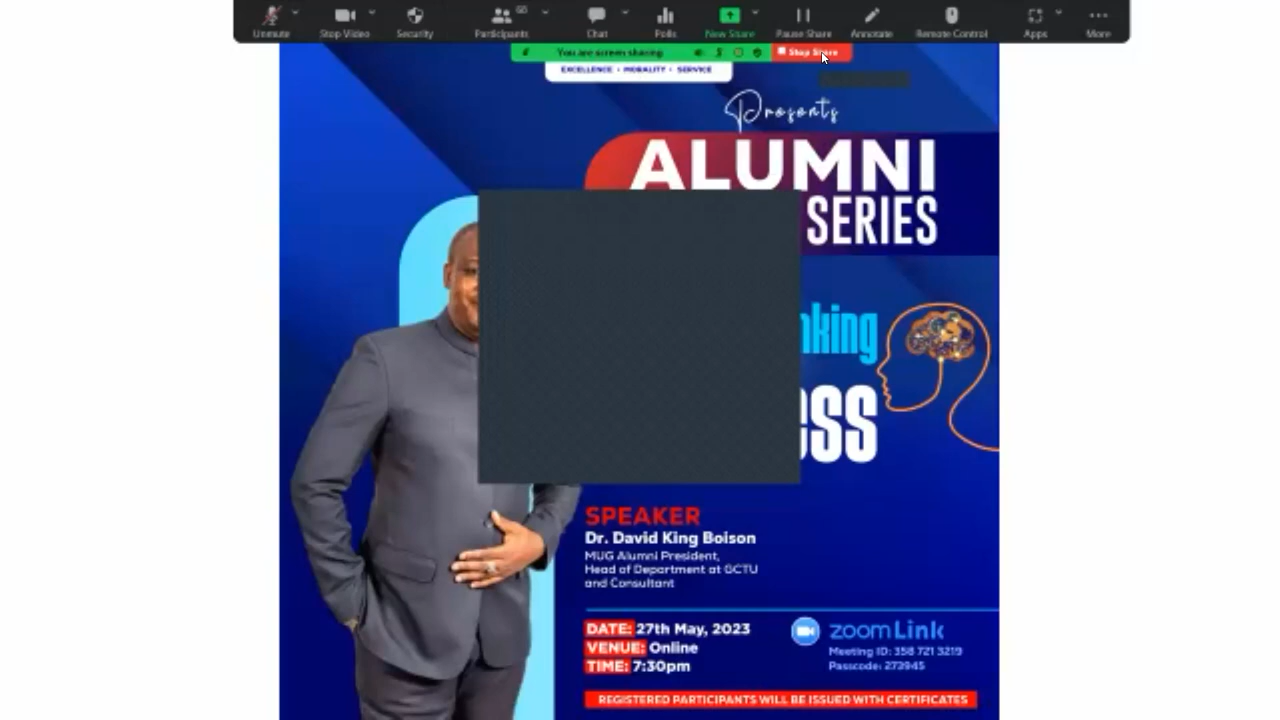 Unmute
Stop Video
Security
Participants
Chat
Polls
New Share
Pause Share
Annotate
Remote Control
Apps
More
You are screen sharing
Stop Share
EXCELLENCE • MORALITY • SERVICE
Presents
ALUMNI
SERIES
SPEAKER
Dr. David King Boison
MUG Alumni President,
Head of Department at GCTU
and Consultant
DATE: 27th May, 2023
VENUE: Online
TIME: 7:30pm
zoom Link
Meeting ID: 358 721 3219
Passcode: 273945
REGISTERED PARTICIPANTS WILL BE ISSUED WITH CERTIFICATES